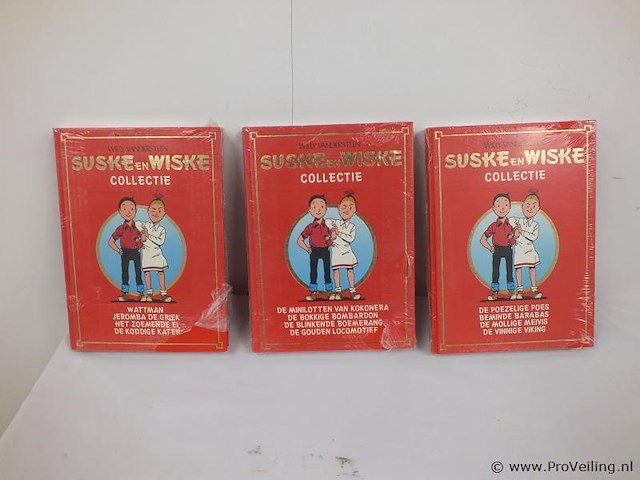 WILLY VANDERSTEEN
SUSKE EN WISKE
COLLECTIE
WATTMAN
JEROMBA DE GRIEK
HET ZOEMENDE EI
DE KODDIGE KATER
WILLY VANDERSTEEN
SUSKE EN WISKE
COLLECTIE
DE MINILOTTEN VAN KOKONERA
DE BOKKIGE BOMBARDON
DE BLINKENDE BOEMERANG
DE GOUDEN LOCOMOTIEF
WILLY VANDERSTEEN
SUSKE EN WISKE
COLLECTIE
DE POEZELIGE POES
BEMINDE BARABAS
DE MOLLIGE MEIVIS
DE VINNIGE VIKING
© www.ProVeiling.nl